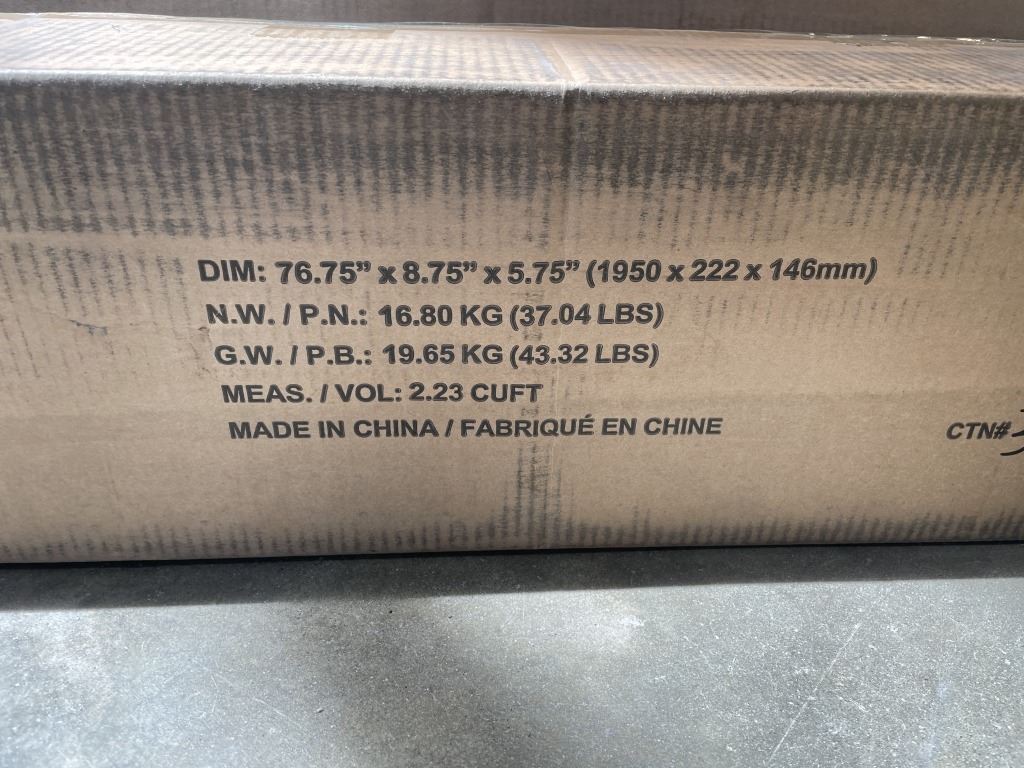 DIM: 76.75” x 8.75” x 5.75” (1950 x 222 x 146mm)
N.W. / P.N.: 16.80 KG (37.04 LBS)
G.W. / P.B.: 19.65 KG (43.32 LBS)
MEAS. / VOL: 2.23 CUFT
MADE IN CHINA / FABRIQUÉ EN CHINE
CTN#